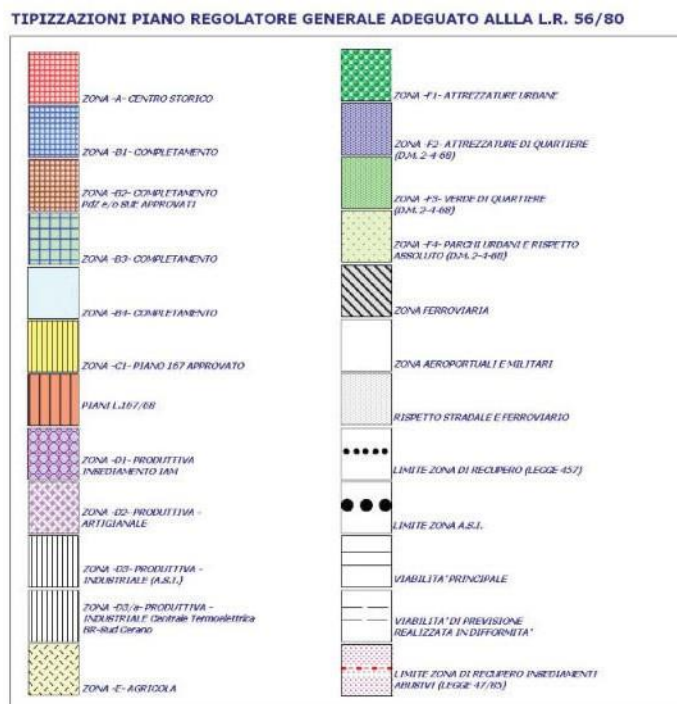 TIPIZZAZIONI PIANO REGOLATORE GENERALE ADEGUATO ALLLA L.R. 56/80
ZONA -A- CENTRO STORICO
ZONA -B1- COMPLETAMENTO
ZONA -B2- COMPLETAMENTO
PdZ e/o SUE APPROVATI
ZONA -B3- COMPLETAMENTO
ZONA -B4- COMPLETAMENTO
ZONA -C1- PIANO 167 APPROVATO
PIANI L.167/68
ZONA -D1- PRODUTTIVA
INSEDIAMENTO IAM
ZONA -D2- PRODUTTIVA -
ARTIGIANALE
ZONA -D3- PRODUTTIVA -
INDUSTRIALE (A.S.I.)
ZONA -D3/a- PRODUTTIVA -
INDUSTRIALE Centrale Termoelettrica
BR-Sud Cerano
ZONA -E- AGRICOLA
ZONA -F1- ATTREZZATURE URBANE
ZONA -F2- ATTREZZATURE DI QUARTIERE
(D.M. 2-4-68)
ZONA -F3- VERDE DI QUARTIERE
(D.M. 2-4-68)
ZONA -F4- PARCHI URBANI E RISPETTO
ASSOLUTO (D.M. 2-4-68)
ZONA FERROVIARIA
ZONA AEROPORTUALI E MILITARI
RISPETTO STRADALE E FERROVIARIO
LIMITE ZONA DI RECUPERO (LEGGE 457)
LIMITE ZONA A.S.I.
VIABILITA' PRINCIPALE
VIABILITA' DI PREVISIONE
REALIZZATA IN DIFFORMITA'
LIMITE ZONA DI RECUPERO INSEDIAMENTI
ABUSIVI (LEGGE 47/85)